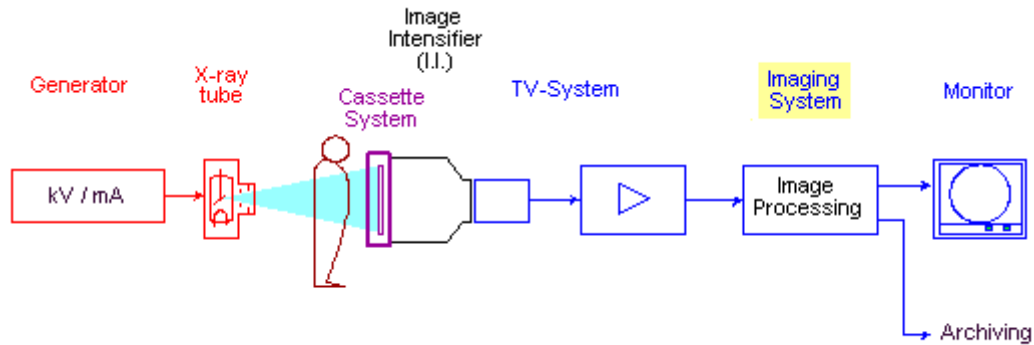 Image
Intensifier
(I.I.)
Generator
X-ray
tube
Cassette
System
TV-System
Imaging
System
Monitor
kV / mA
Image
Processing
Archiving